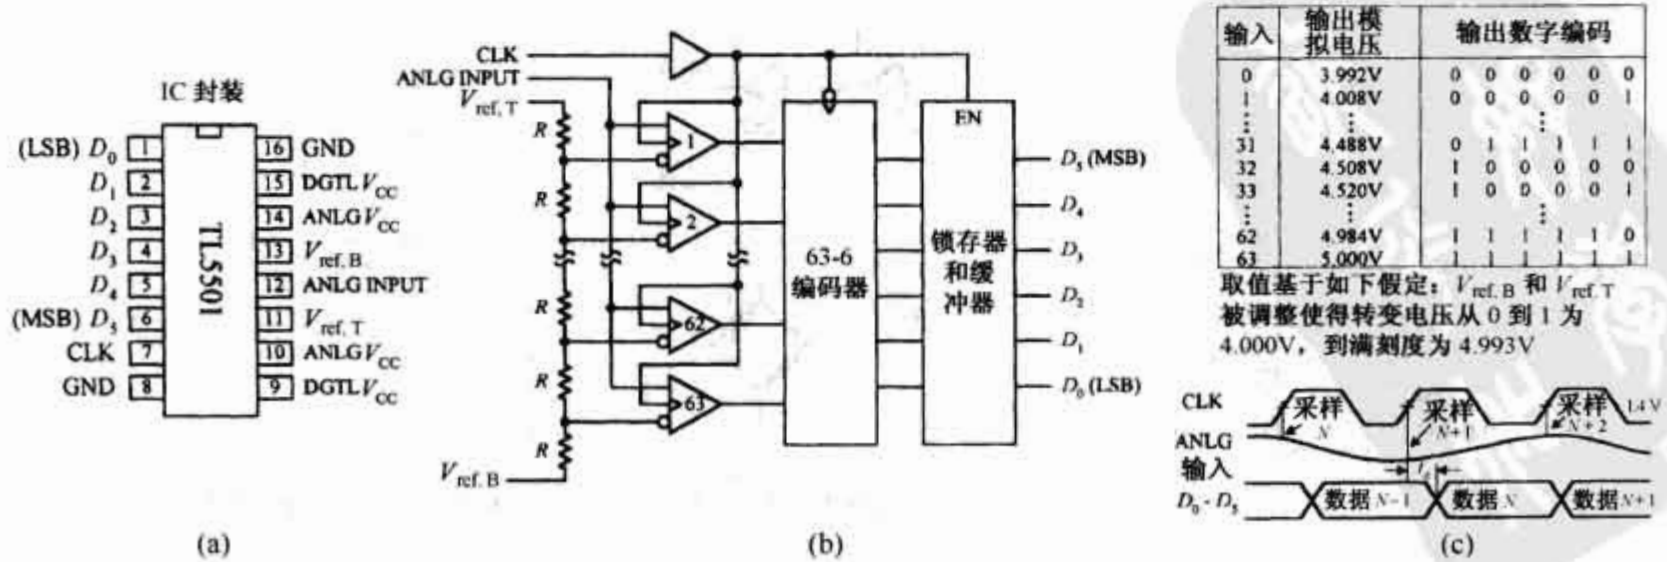 IC 封装
(LSB) D₀ 1 16 GND
D₁ 2 15 DGTL V_CC
D₂ 3 14 ANLG V_CC
D₃ 4 13 V_ref, B
D₄ 5 12 ANLG INPUT
(MSB) D₅ 6 11 V_ref, T
CLK 7 10 ANLG V_CC
GND 8 9 DGTL V_CC
TL5501
(a)
CLK
ANLG INPUT
V_ref, T
R
R
R
R
R
V_ref, B
1
2
62
63
63-6
编码器
EN
锁存器
和缓
冲器
D₅ (MSB)
D₄
D₃
D₂
D₁
D₀ (LSB)
(b)
输入 输出模拟电压 输出数字编码
0 3.992V 0 0 0 0 0 0
1 4.008V 0 0 0 0 0 1
⋮ ⋮ ⋮
31 4.488V 0 1 1 1 1 1
32 4.508V 1 0 0 0 0 0
33 4.520V 1 0 0 0 0 1
⋮ ⋮ ⋮
62 4.984V 1 1 1 1 1 0
63 5.000V 1 1 1 1 1 1
取值基于如下假定：V_ref, B 和 V_ref, T
被调整使得转变电压从 0 到 1 为
4.000V，到满刻度为 4.993V
CLK 采样 N 采样 N+1 采样 N+2 1.4 V
ANLG
输入
D₀ - D₅ 数据 N-1 数据 N 数据 N+1
(c)